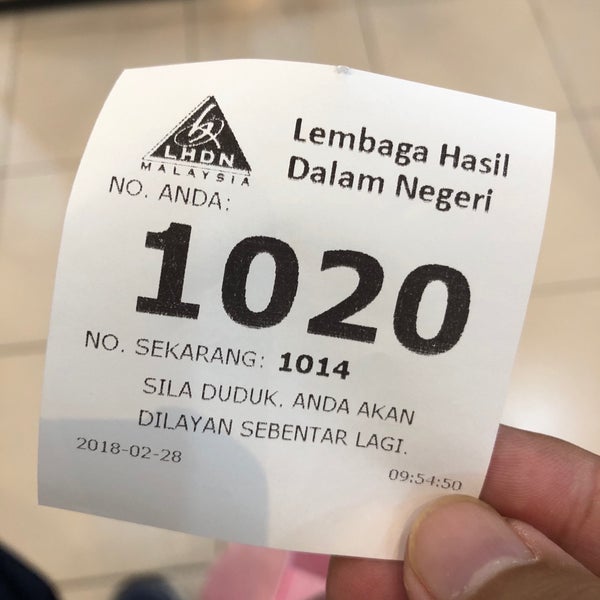 LHDN
MALAYSIA
Lembaga Hasil
Dalam Negeri
NO. ANDA:
1020
NO. SEKARANG: 1014
SILA DUDUK. ANDA AKAN
DILAYAN SEBENTAR LAGI.
2018-02-28 09:54:50